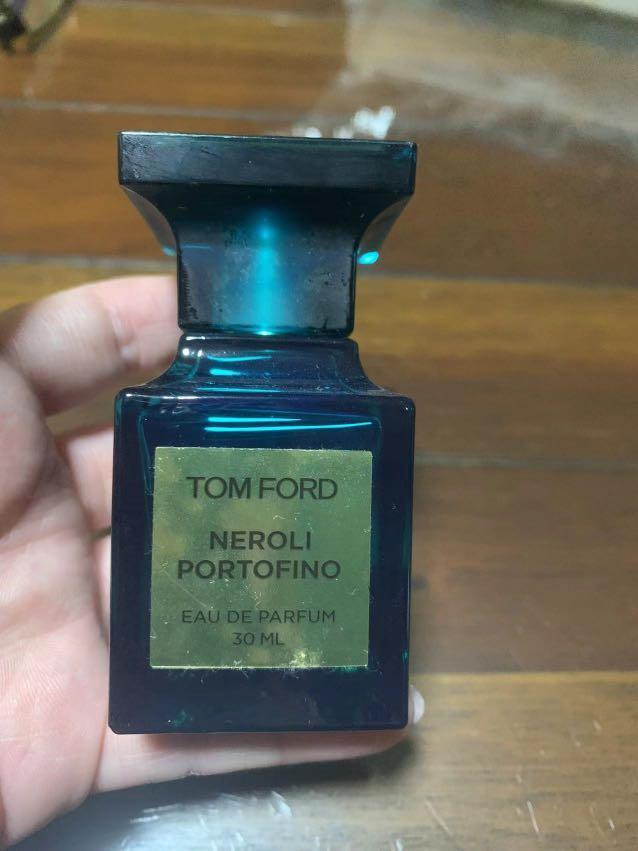 TOM FORD
NEROLI
PORTOFINO
EAU DE PARFUM
30 ML